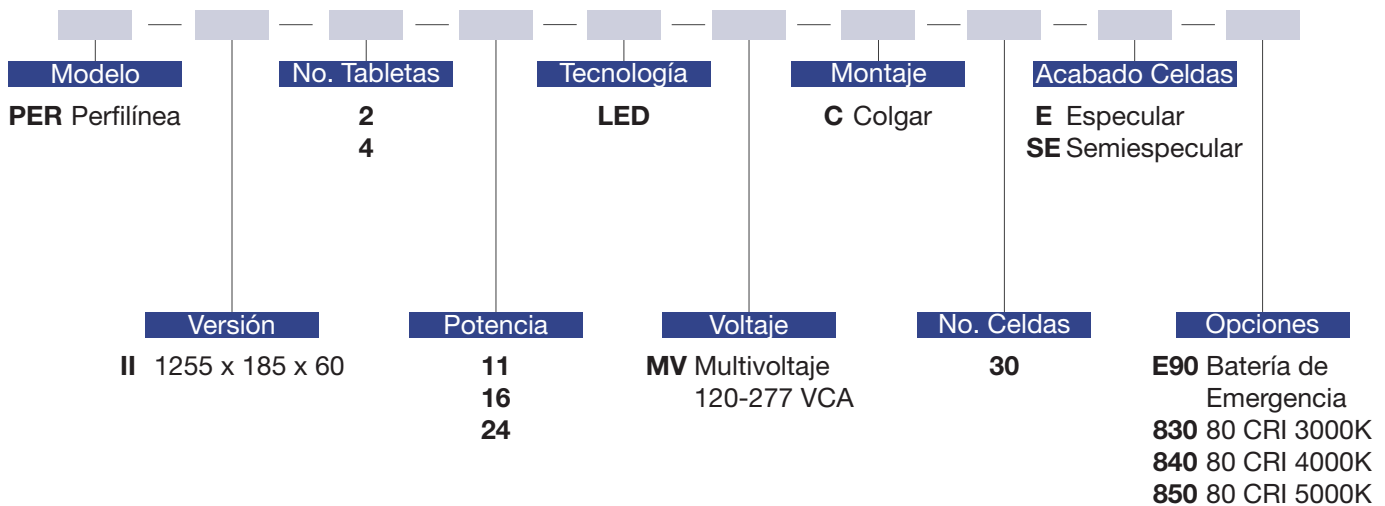 Modelo
No. Tabletas
Tecnología
Montaje
Acabado Celdas
PER Perfilínea
2
LED
C Colgar
E Especular
4
SE Semiespecular
Versión
Potencia
Voltaje
No. Celdas
Opciones
II 1255 x 185 x 60
11
MV Multivoltaje
30
E90 Batería de
16
120-277 VCA
Emergencia
24
830 80 CRI 3000K
840 80 CRI 4000K
850 80 CRI 5000K